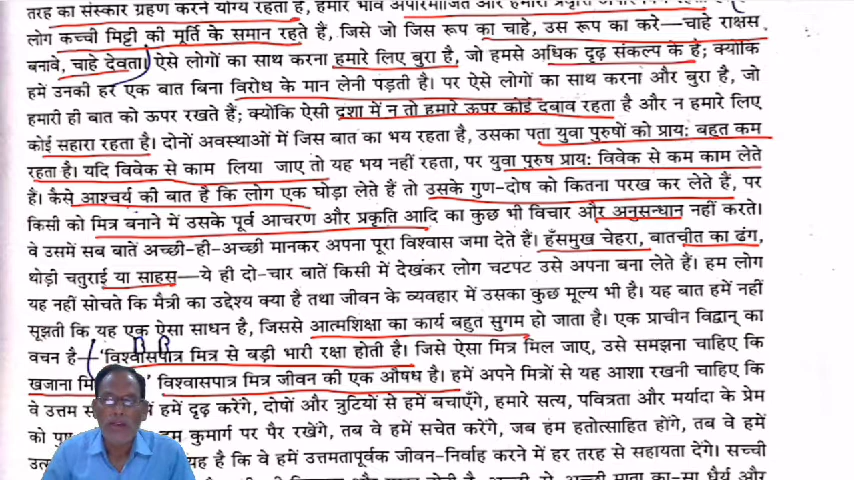 तरह का संस्कार ग्रहण करने योग्य रहता है, हमारे भाव अपरिमार्जित और हमारी प्रकृति
लोग कच्ची मिट्टी की मूर्ति के समान रहते हैं, जिसे जो जिस रूप का चाहे, उस रूप का करे–चाहे राक्षस
बनावे, चाहे देवता। ऐसे लोगों का साथ करना हमारे लिए बुरा है, जो हमसे अधिक दृढ़ संकल्प के हैं; क्योंकि
हमें उनकी हर एक बात बिना विरोध के मान लेनी पड़ती है। पर ऐसे लोगों का साथ करना और बुरा है, जो
हमारी ही बात को ऊपर रखते हैं; क्योंकि ऐसी दशा में न तो हमारे ऊपर कोई दबाव रहता है और न हमारे लिए
कोई सहारा रहता है। दोनों अवस्थाओं में जिस बात का भय रहता है, उसका पता युवा पुरुषों को प्राय: बहुत कम
रहता है। यदि विवेक से काम लिया जाए तो यह भय नहीं रहता, पर युवा पुरुष प्राय: विवेक से कम काम लेते
हैं। कैसे आश्चर्य की बात है कि लोग एक घोड़ा लेते हैं तो उसके गुण-दोष को कितना परख कर लेते हैं, पर
किसी को मित्र बनाने में उसके पूर्व आचरण और प्रकृति आदि का कुछ भी विचार और अनुसन्धान नहीं करते।
वे उसमें सब बातें अच्छी-ही-अच्छी मानकर अपना पूरा विश्वास जमा देते हैं। हँसमुख चेहरा, बातचीत का ढंग,
थोड़ी चतुराई या साहस–ये ही दो-चार बातें किसी में देखकर लोग चटपट उसे अपना बना लेते हैं। हम लोग
यह नहीं सोचते कि मैत्री का उद्देश्य क्या है तथा जीवन के व्यवहार में उसका कुछ मूल्य भी है। यह बात हमें नहीं
सूझती कि यह एक ऐसा साधन है, जिससे आत्मशिक्षा का कार्य बहुत सुगम हो जाता है। एक प्राचीन विद्वान् का
वचन है–'विश्वासपात्र मित्र से बड़ी भारी रक्षा होती है। जिसे ऐसा मित्र मिल जाए, उसे समझना चाहिए कि
खजाना मि 'विश्वासपात्र मित्र जीवन की एक औषध है। हमें अपने मित्रों से यह आशा रखनी चाहिए कि
वे उत्तम हमें दृढ़ करेंगे, दोषों और त्रुटियों से हमें बचाएँगे, हमारे सत्य, पवित्रता और मर्यादा के प्रेम
को कुमार्ग पर पैर रखेंगे, तब वे हमें सचेत करेंगे, जब हम हतोत्साहित होंगे, तब वे हमें
यह है कि वे हमें उत्तमतापूर्वक जीवन-निर्वाह करने में हर तरह से सहायता देंगे। सच्ची